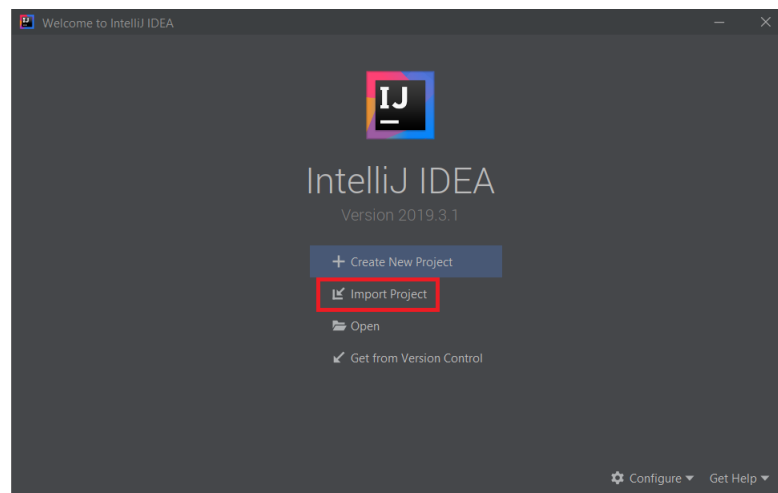 Welcome to IntelliJ IDEA
IJ
IntelliJ IDEA
Version 2019.3.1
Create New Project
Import Project
Open
Get from Version Control
Configure
Get Help